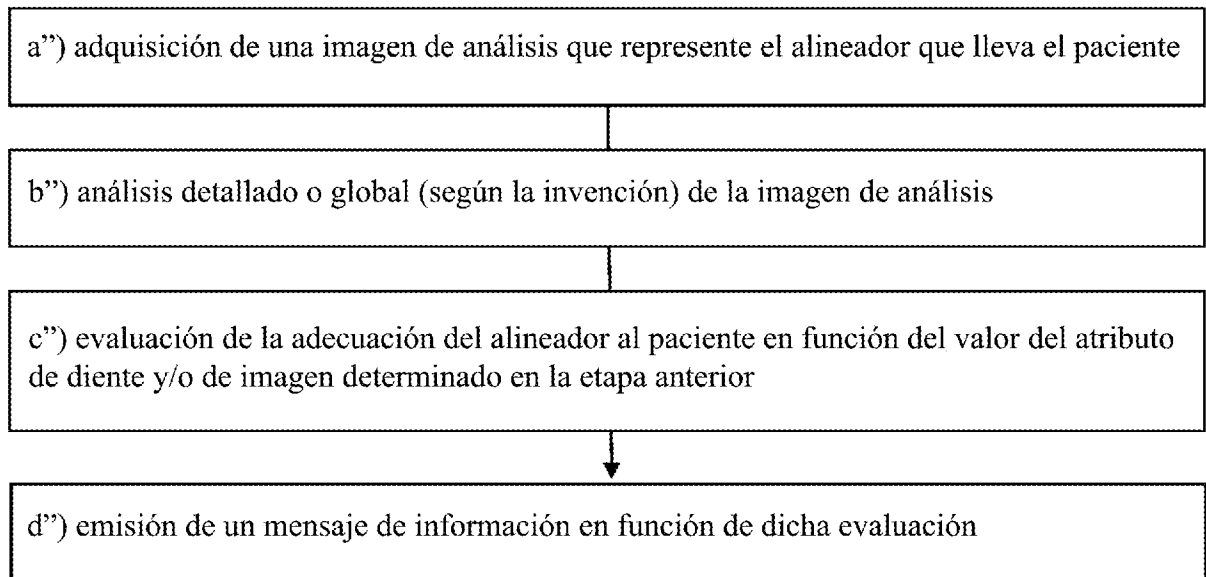 a”) adquisición de una imagen de análisis que represente el alineador que lleva el paciente
b”) análisis detallado o global (según la invención) de la imagen de análisis
c”) evaluación de la adecuación del alineador al paciente en función del valor del atributo
de diente y/o de imagen determinado en la etapa anterior
d”) emisión de un mensaje de información en función de dicha evaluación